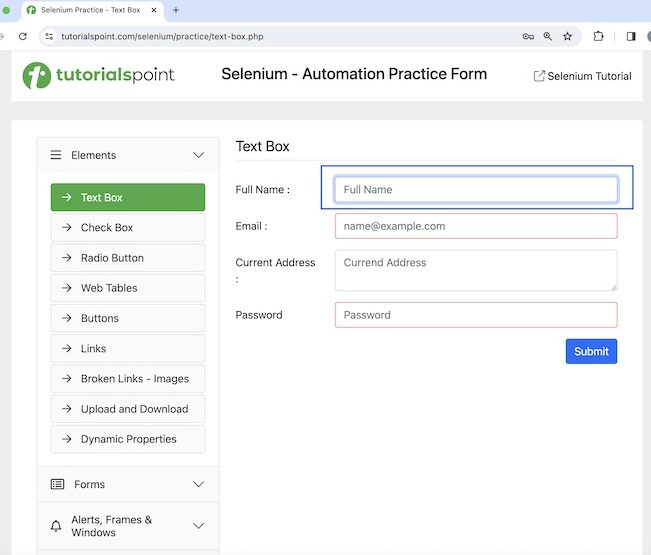 Selenium Practice - Text Box
tutorialspoint.com/selenium/practice/text-box.php
tutorialspoint
Selenium - Automation Practice Form
Selenium Tutorial
Elements
Text Box
Check Box
Radio Button
Web Tables
Buttons
Links
Broken Links - Images
Upload and Download
Dynamic Properties
Forms
Alerts, Frames &
Windows
Text Box
Full Name :
Full Name
Email :
name@example.com
Current Address
:
Currend Address
Password
Password
Submit